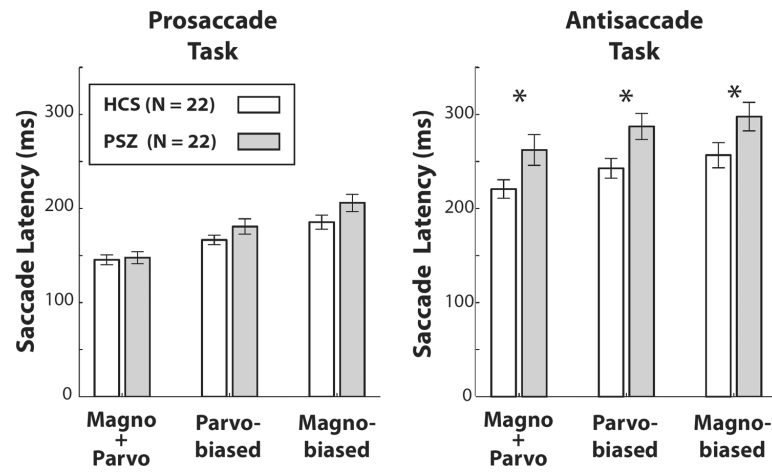 Prosaccade
Task
Saccade Latency (ms)
300
200
100
0
HCS (N = 22)
PSZ (N = 22)
Magno
+
Parvo
Parvo-
biased
Magno-
biased
Antisaccade
Task
Saccade Latency (ms)
300
200
100
0
*
*
*
Magno
+
Parvo
Parvo-
biased
Magno-
biased